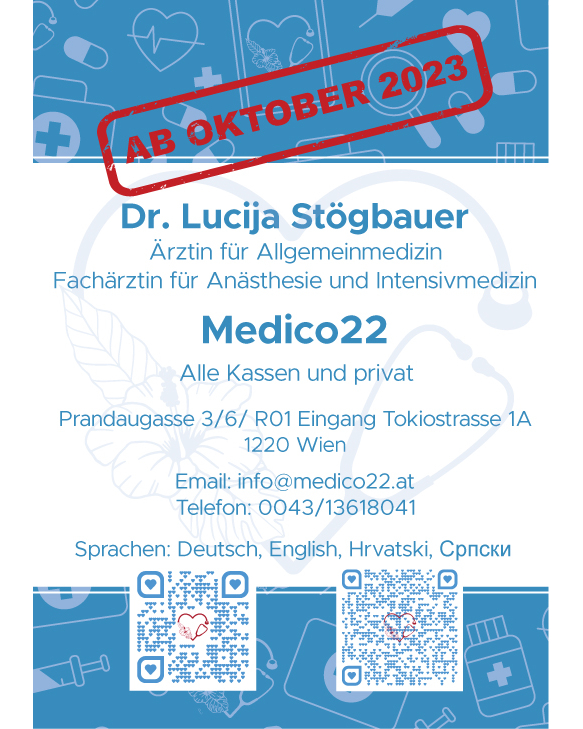 AB OKTOBER 2023
Dr. Lucija Stögbauer
Ärztin für Allgemeinmedizin
Fachärztin für Anästhesie und Intensivmedizin
Medico22
Alle Kassen und privat
Prandaugasse 3/6/ R01 Eingang Tokiostrasse 1A
1220 Wien
Email: info@medico22.at
Telefon: 0043/13618041
Sprachen: Deutsch, English, Hrvatski, Српски